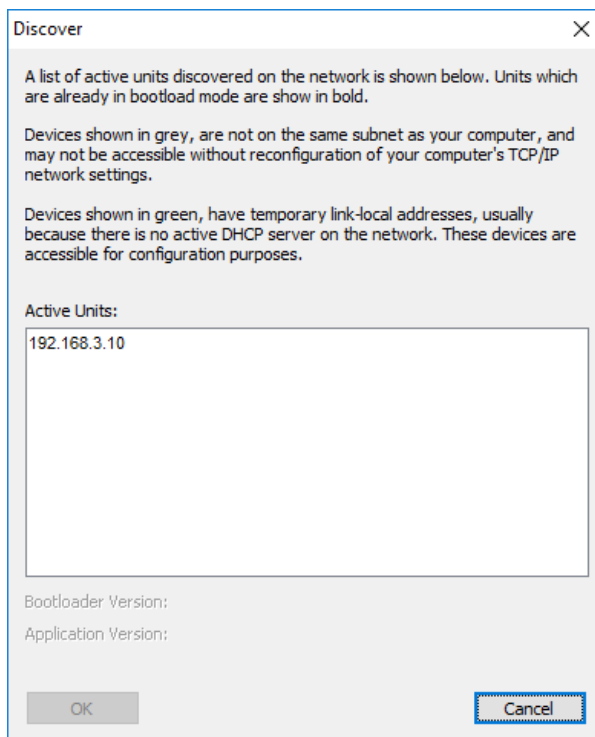 Discover
A list of active units discovered on the network is shown below. Units which
are already in bootload mode are show in bold.
Devices shown in grey, are not on the same subnet as your computer, and
may not be accessible without reconfiguration of your computer's TCP/IP
network settings.
Devices shown in green, have temporary link-local addresses, usually
because there is no active DHCP server on the network. These devices are
accessible for configuration purposes.
Active Units:
192.168.3.10
Bootloader Version:
Application Version:
OK
Cancel